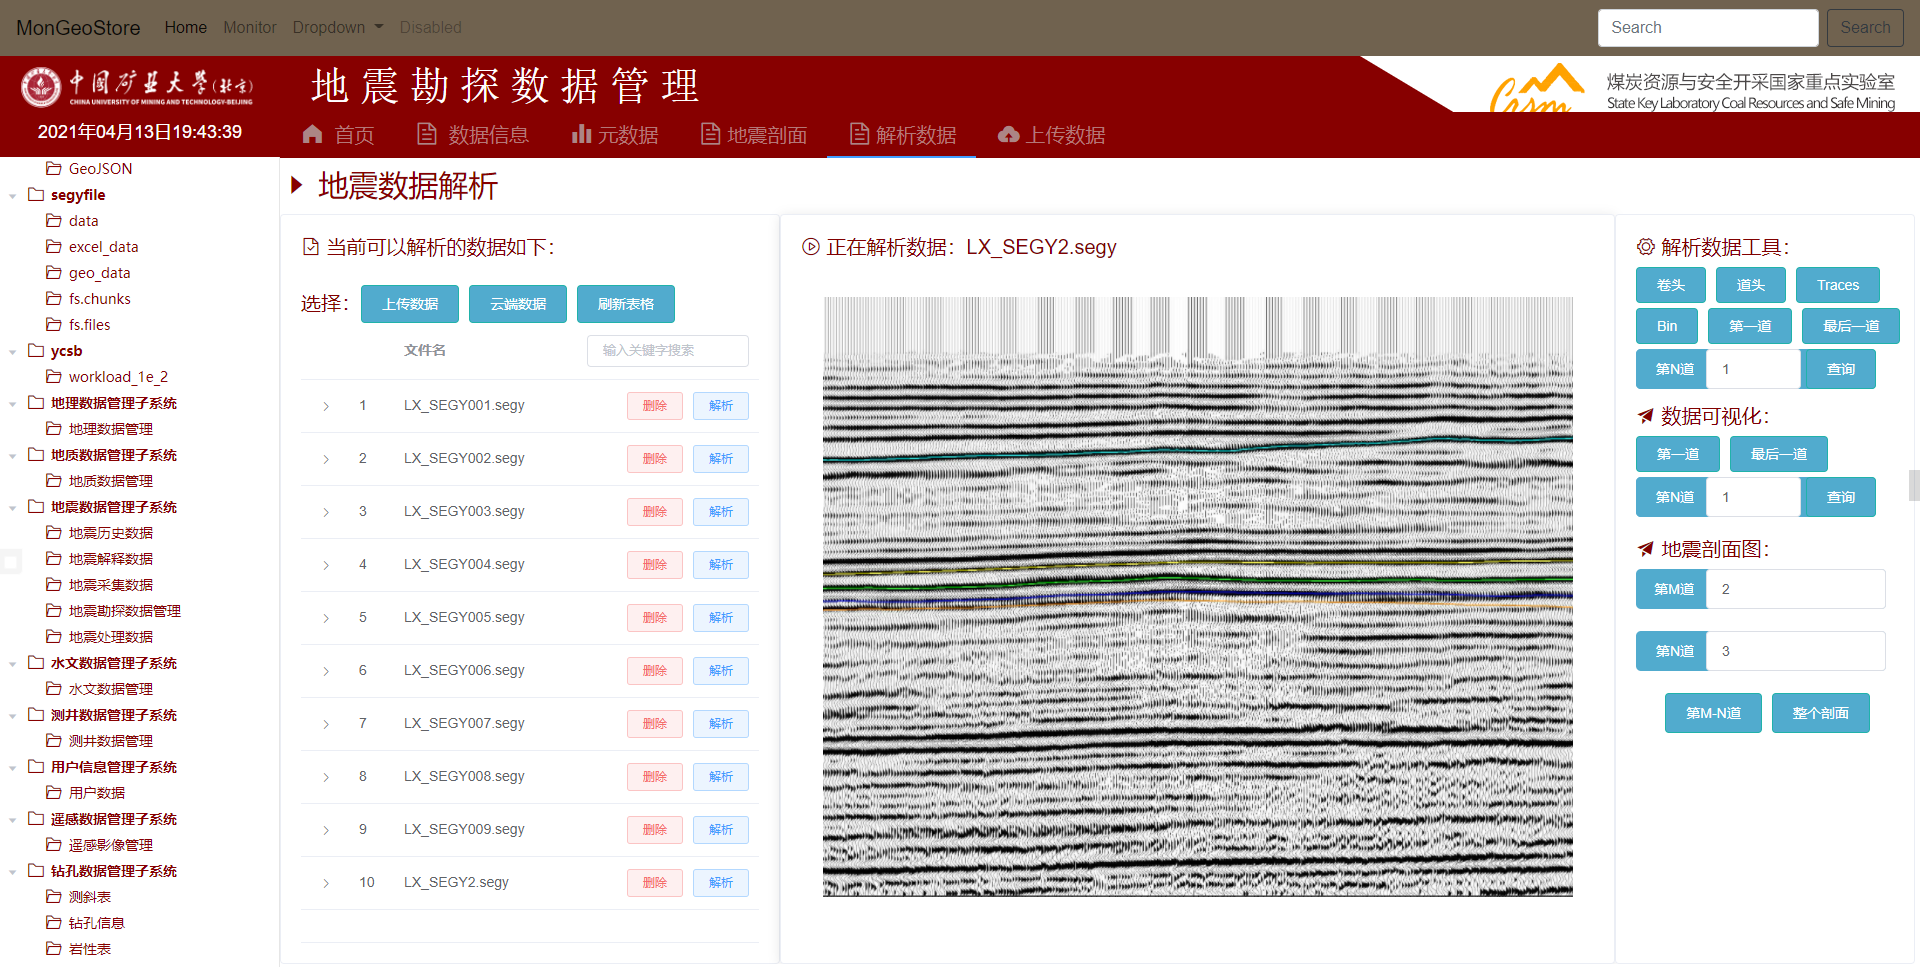 MonGeoStore Home Monitor Dropdown Disabled Search Search
中国矿业大学(北京)
CHINA UNIVERSITY OF MINING AND TECHNOLOGY-BEIJING
2021年04月13日19:43:39
地震勘探数据管理
Crsm
煤炭资源与安全开采国家重点实验室
State Key Laboratory Coal Resources and Safe Mining
首页 数据信息 元数据 地震剖面 解析数据 上传数据
GeoJSON
segyfile
data
excel_data
geo_data
fs.chunks
fs.files
ycsb
workload_1e_2
地理数据管理子系统
地理数据管理
地质数据管理子系统
地质数据管理
地震数据管理子系统
地震历史数据
地震解释数据
地震采集数据
地震勘探数据管理
地震处理数据
水文数据管理子系统
水文数据管理
测井数据管理子系统
测井数据管理
用户信息管理子系统
用户数据
遥感数据管理子系统
遥感影像管理
钻孔数据管理子系统
测斜表
钻孔信息
岩性表
地震数据解析
当前可以解析的数据如下：
选择： 上传数据 云端数据 刷新表格
文件名 输入关键字搜索
1 LX_SEGY001.segy 删除 解析
2 LX_SEGY002.segy 删除 解析
3 LX_SEGY003.segy 删除 解析
4 LX_SEGY004.segy 删除 解析
5 LX_SEGY005.segy 删除 解析
6 LX_SEGY006.segy 删除 解析
7 LX_SEGY007.segy 删除 解析
8 LX_SEGY008.segy 删除 解析
9 LX_SEGY009.segy 删除 解析
10 LX_SEGY2.segy 删除 解析
正在解析数据：LX_SEGY2.segy
解析数据工具：
卷头 道头 Traces
Bin 第一道 最后一道
第N道 1 查询
数据可视化：
第一道 最后一道
第N道 1 查询
地震剖面图：
第M道 2
第N道 3
第M-N道 整个剖面